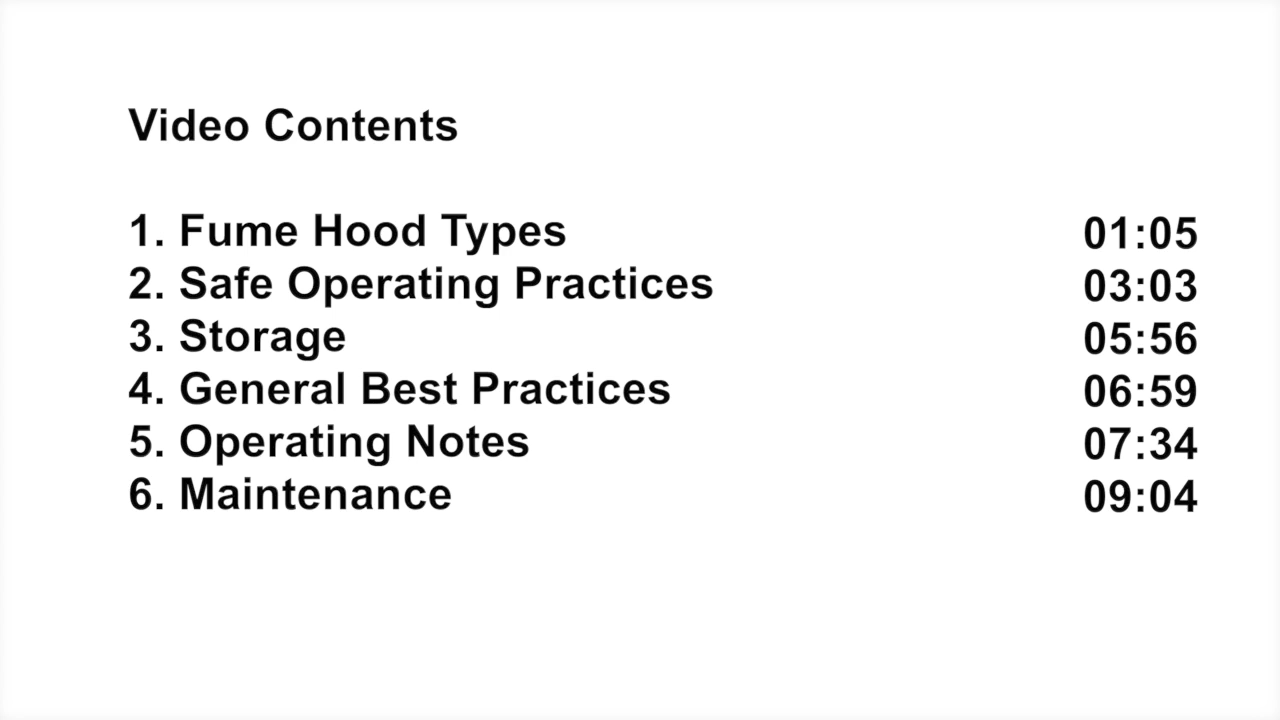 Video Contents
1. Fume Hood Types 01:05
2. Safe Operating Practices 03:03
3. Storage 05:56
4. General Best Practices 06:59
5. Operating Notes 07:34
6. Maintenance 09:04